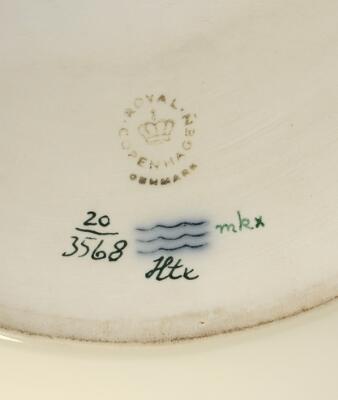 ROYAL COPENHAGEN
DENMARK
20
3568
mkx
Htx